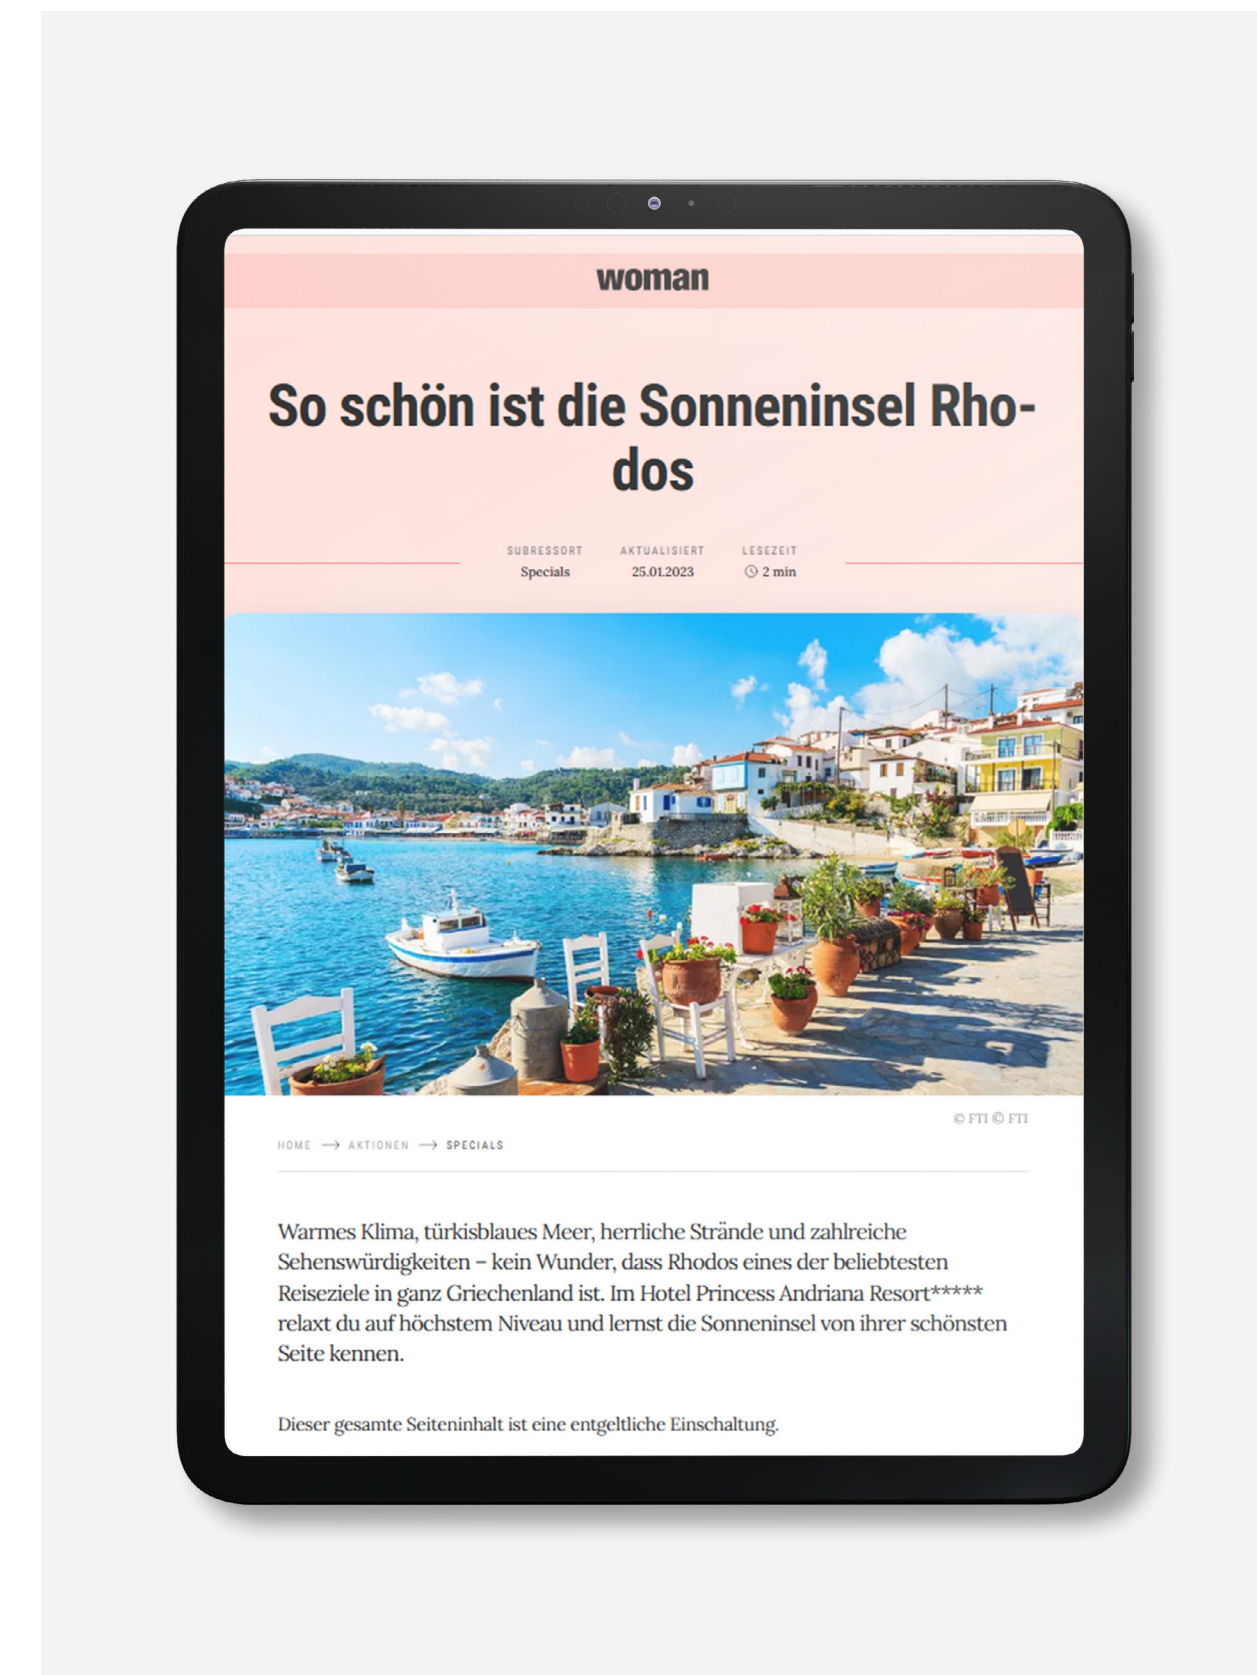 woman
So schön ist die Sonneninsel Rho-
dos
SUBRESSORT AKTUALISIERT LESEZEIT
Specials 25.01.2023 2 min
© FTI © FTI
HOME → AKTIONEN → SPECIALS
Warmes Klima, türkisblaues Meer, herrliche Strände und zahlreiche
Sehenswürdigkeiten – kein Wunder, dass Rhodos eines der beliebtesten
Reiseziele in ganz Griechenland ist. Im Hotel Princess Andriana Resort*****
relaxt du auf höchstem Niveau und lernst die Sonneninsel von ihrer schönsten
Seite kennen.
Dieser gesamte Seiteninhalt ist eine entgeltliche Einschaltung.